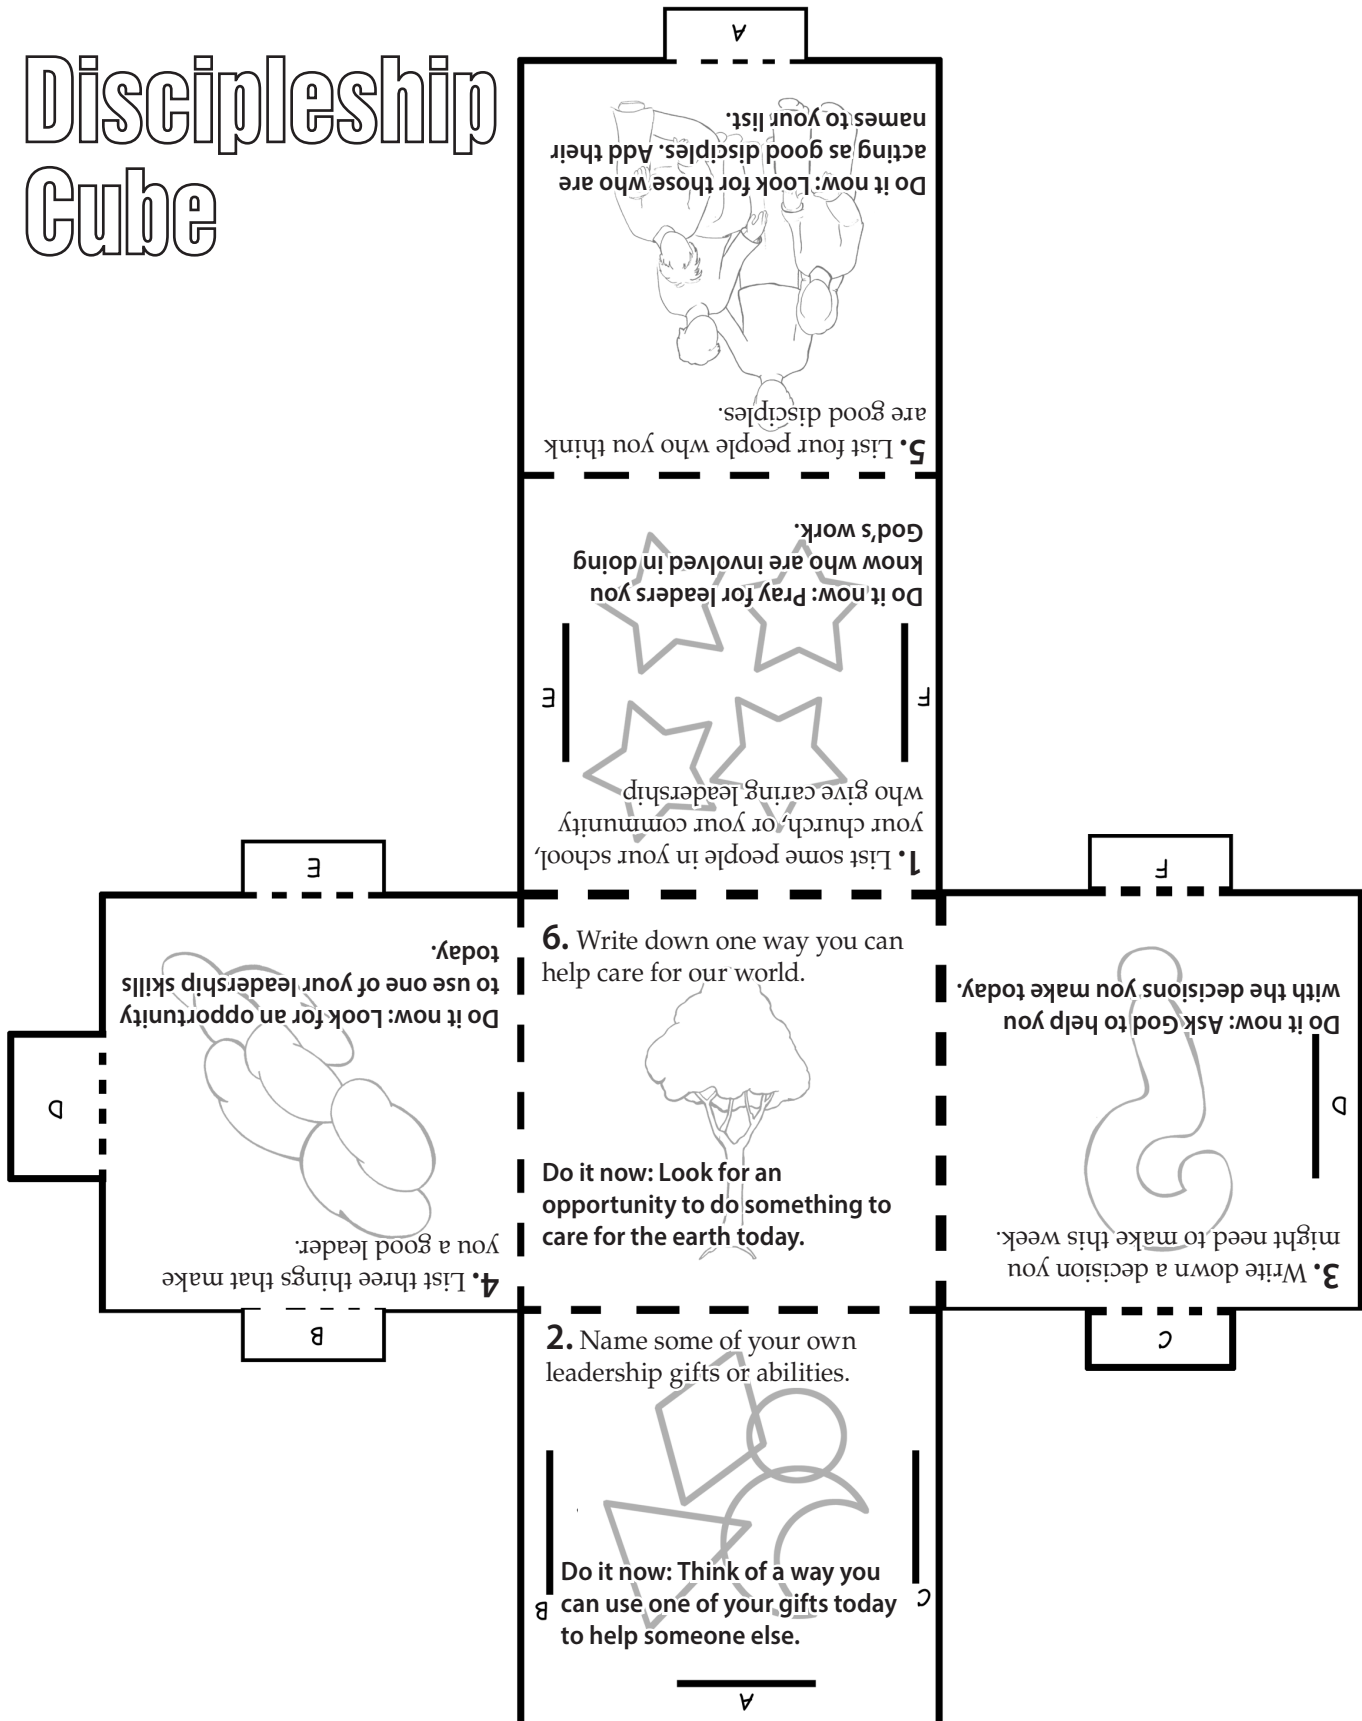 Discipleship
Cube
A
5. List four people who you think
are good disciples.
Do it now: Look for those who are
acting as good disciples. Add their
names to your list.
1. List some people in your school,
your church, or your community
who give caring leadership
E
F
Do it now: Pray for leaders you
know who are involved in doing
God's work.
E
4. List three things that make
you a good leader.
Do it now: Look for an opportunity
to use one of your leadership skills
today.
D
B
6. Write down one way you can
help care for our world.
Do it now: Look for an
opportunity to do something to
care for the earth today.
F
3. Write down a decision you
might need to make this week.
Do it now: Ask God to help you
with the decisions you make today.
D
C
2. Name some of your own
leadership gifts or abilities.
Do it now: Think of a way you
can use one of your gifts today
to help someone else.
B
C
A